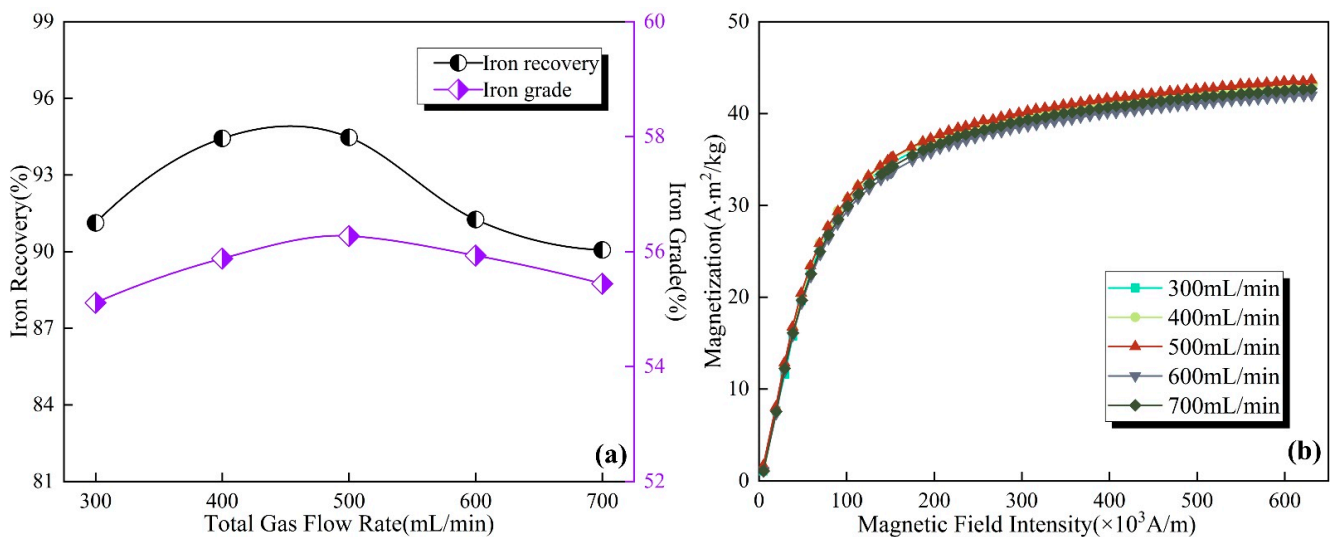 99
96
93
90
87
84
81
Iron Recovery(%)
300
400
500
600
700
Total Gas Flow Rate(mL/min)
60
58
56
54
52
Iron Grade(%)
Iron recovery
Iron grade
(a)
50
40
30
20
10
0
Magnetization(A·m²/kg)
0
100
200
300
400
500
600
Magnetic Field Intensity(×10³A/m)
300mL/min
400mL/min
500mL/min
600mL/min
700mL/min
(b)